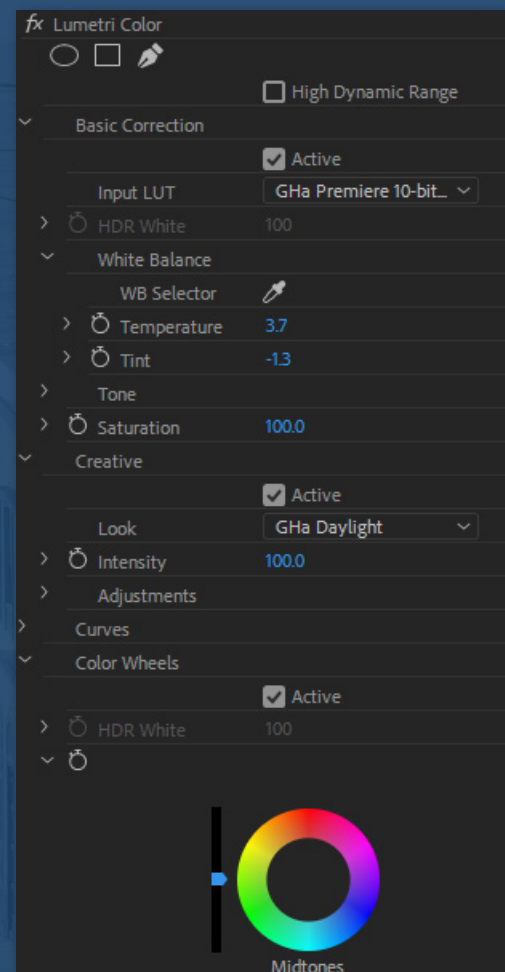 fx Lumetri Color
High Dynamic Range
Basic Correction
Active
Input LUT GHa Premiere 10-bit...
HDR White 100
White Balance
WB Selector
Temperature 3.7
Tint -1.3
Tone
Saturation 100.0
Creative
Active
Look GHa Daylight
Intensity 100.0
Adjustments
Curves
Color Wheels
Active
HDR White 100
Midtones